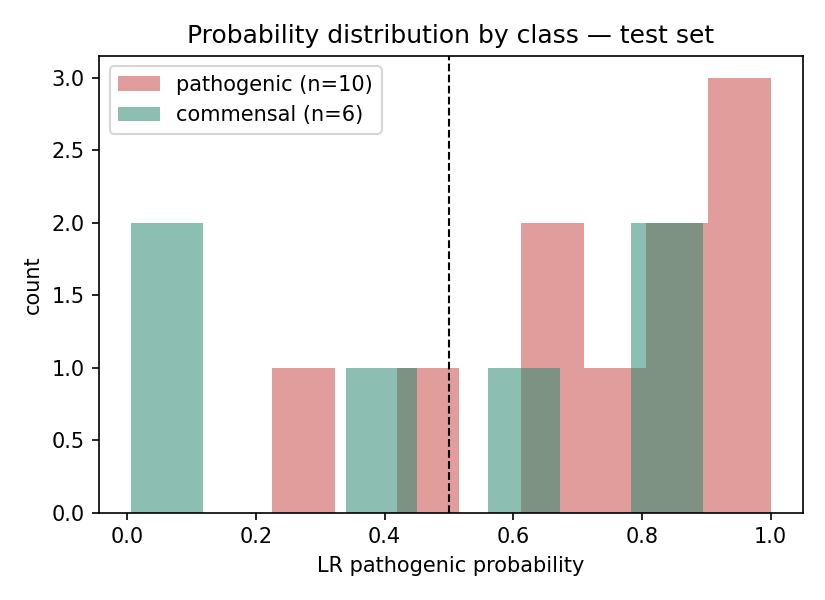 Probability distribution by class — test set
pathogenic (n=10)
commensal (n=6)
3.0
2.5
2.0
1.5
1.0
0.5
0.0
count
0.0 0.2 0.4 0.6 0.8 1.0
LR pathogenic probability